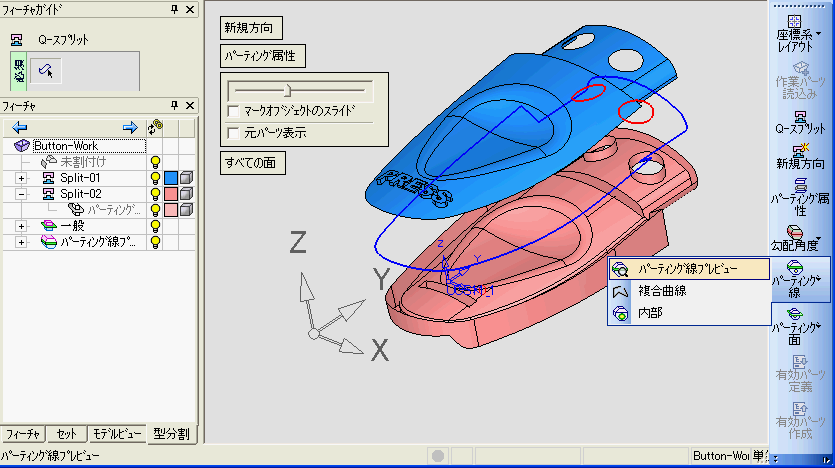 フィーチャガイド
Q-スプリット
必須
フィーチャ
Button-Work
未割付け
Split-01
Split-02
パーティング...
一般
パーティング線プ...
フィーチャ
セット
モデルビュー
型分割
パーティング線プレビュー
新規方向
パーティング属性
マークオブジェクトのスライド
元パーツ表示
すべての面
PRESS
Z
Y
X
Z
Y
パーティング線プレビュー
複合曲線
内部
座標系
レイアウト
作業パーツ
読込み
Q-スプリット
新規方向
パーティング属
性
勾配角度
パーティング
線
パーティング
面
有効パーツ
定義
有効パーツ
作成
Button-Wo
単